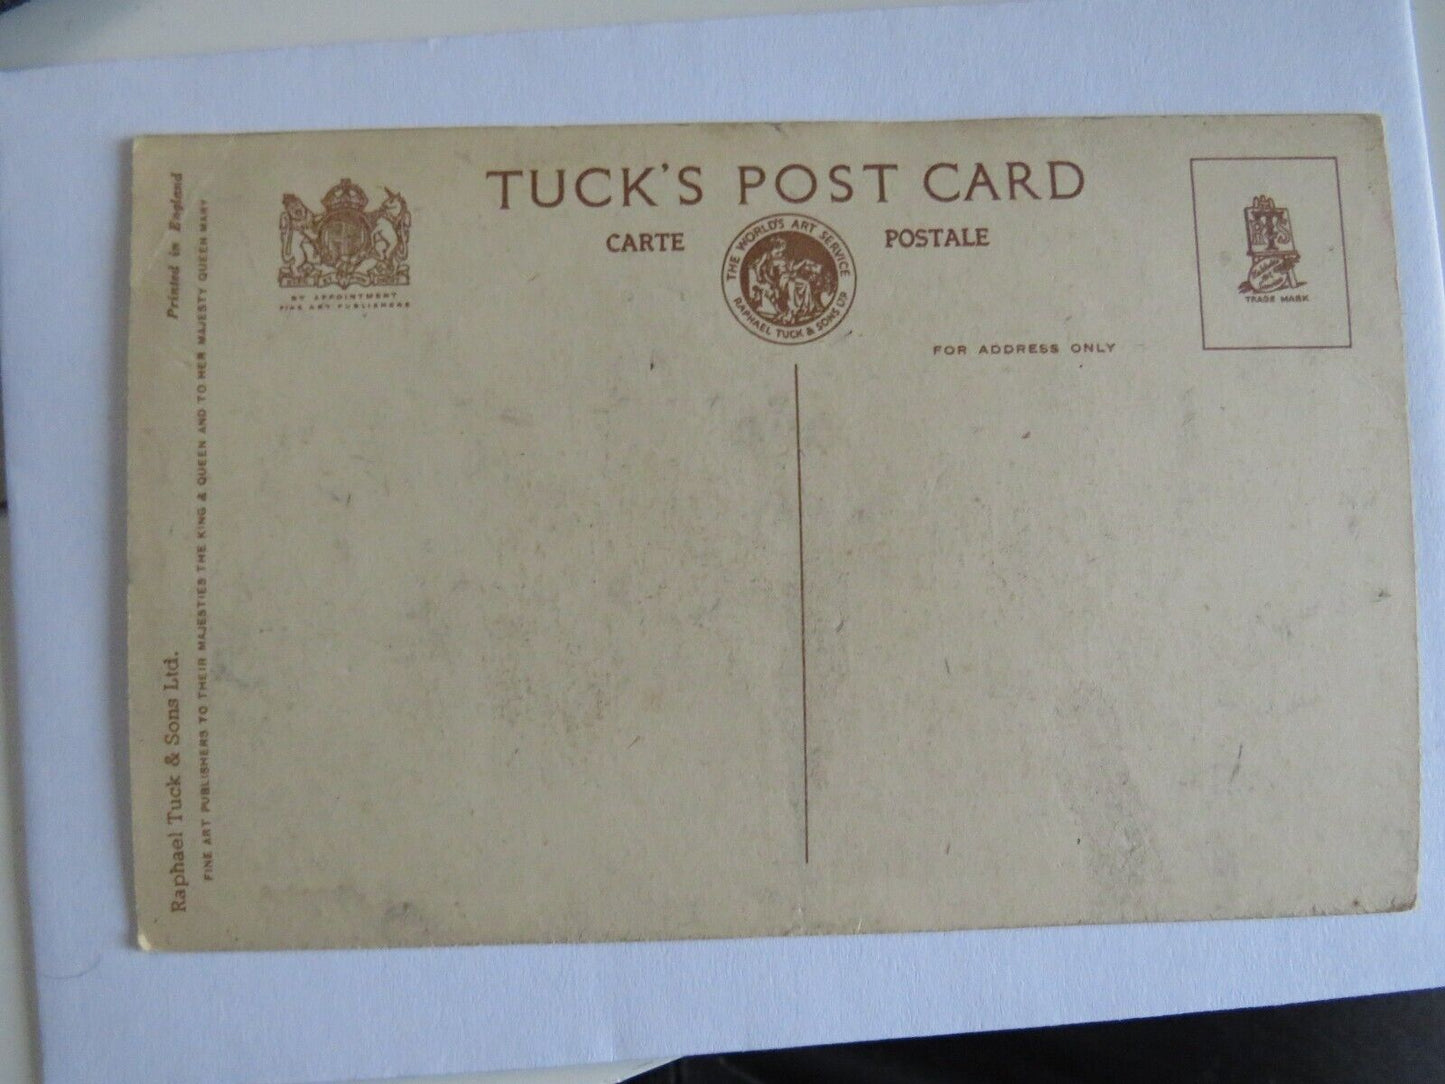 TUCK'S POST CARD
CARTE POSTALE
THE WORLD'S ART SERVICE
RAPHAEL TUCK & SONS LTD
BY APPOINTMENT
FINE ART PUBLISHERS
TRADE MARK
FOR ADDRESS ONLY
Raphael Tuck & Sons Ltd. Printed in England
FINE ART PUBLISHERS TO THEIR MAJESTIES THE KING & QUEEN AND TO HER MAJESTY QUEEN MARY